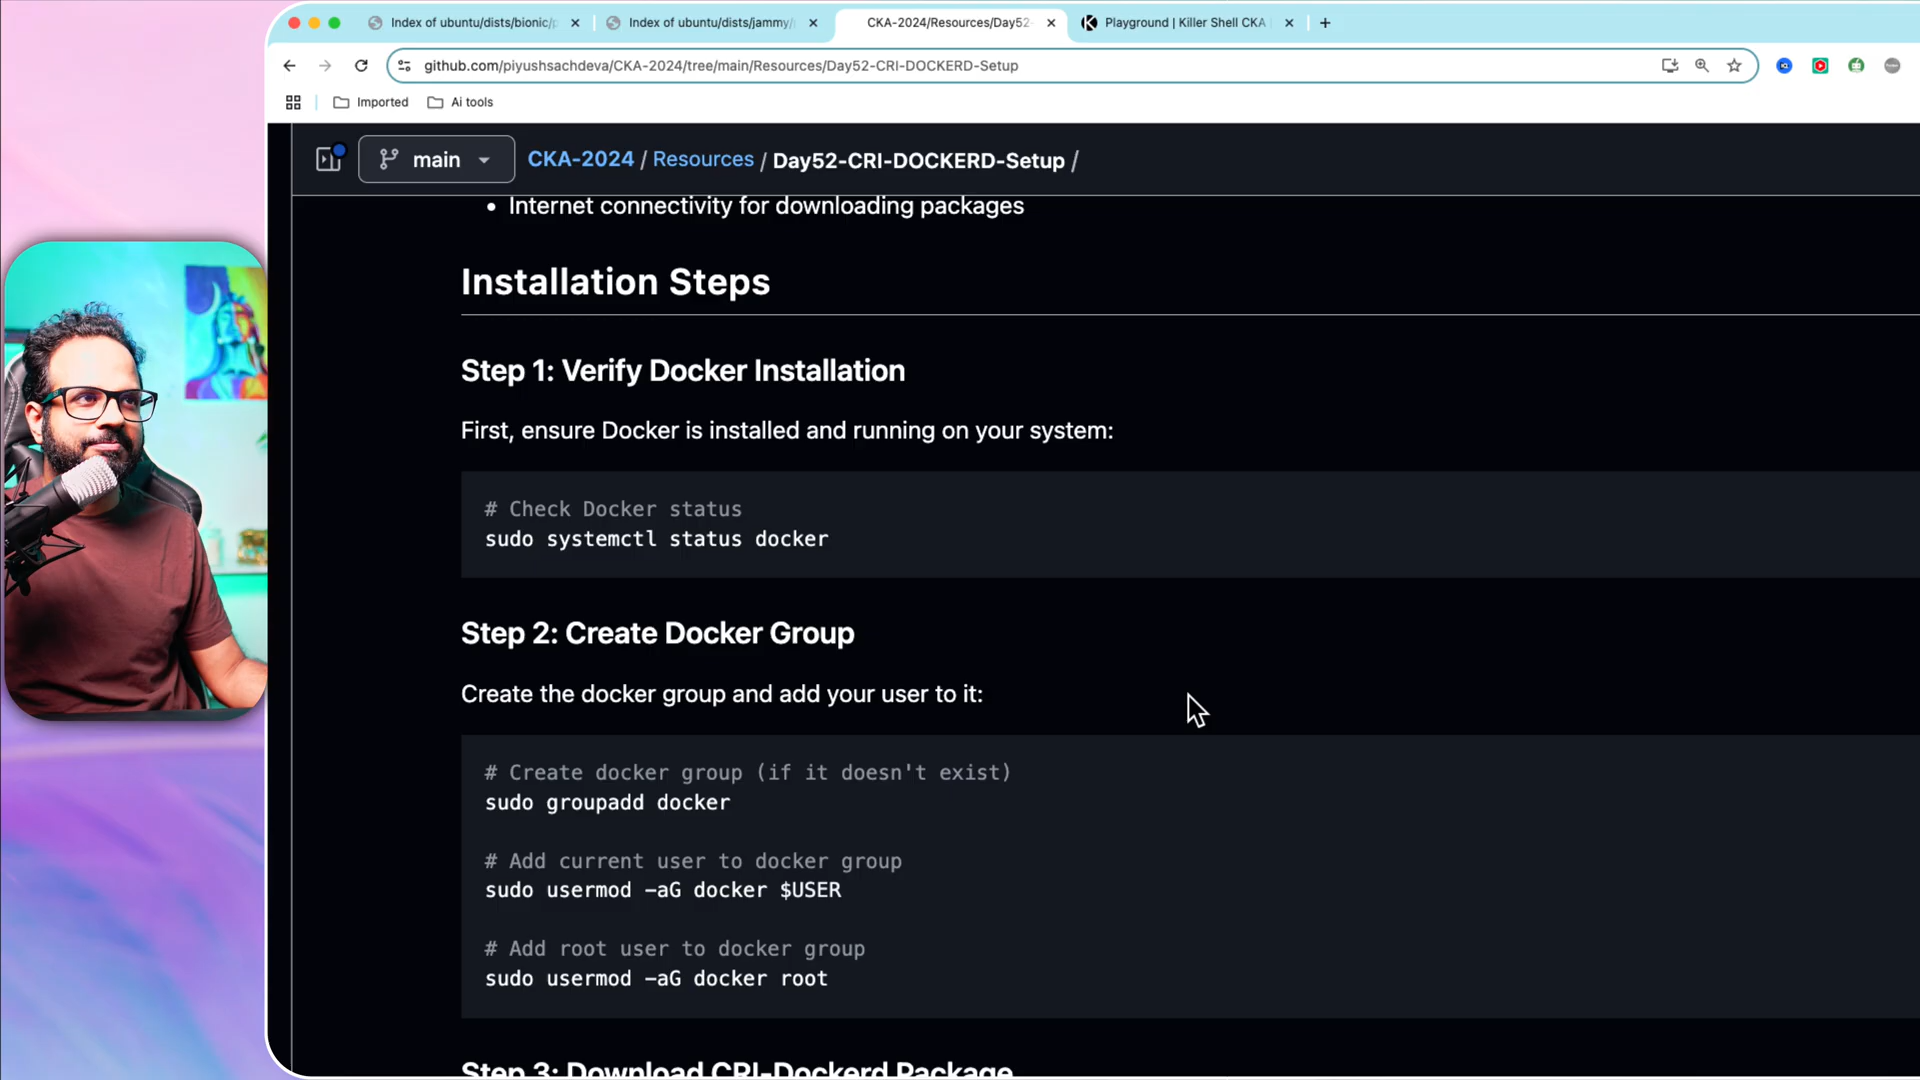 Index of ubuntu/dists/bionic/
Index of ubuntu/dists/jammy/
CKA-2024/Resources/Day52-
Playground | Killer Shell CKA
github.com/piyushsachdeva/CKA-2024/tree/main/Resources/Day52-CRI-DOCKERD-Setup
Imported
Ai tools
main
CKA-2024 / Resources / Day52-CRI-DOCKERD-Setup /
• Internet connectivity for downloading packages
Installation Steps
Step 1: Verify Docker Installation
First, ensure Docker is installed and running on your system:
# Check Docker status
sudo systemctl status docker
Step 2: Create Docker Group
Create the docker group and add your user to it:
# Create docker group (if it doesn't exist)
sudo groupadd docker
# Add current user to docker group
sudo usermod -aG docker $USER
# Add root user to docker group
sudo usermod -aG docker root
Step 3: Download CRI-Dockerd Package